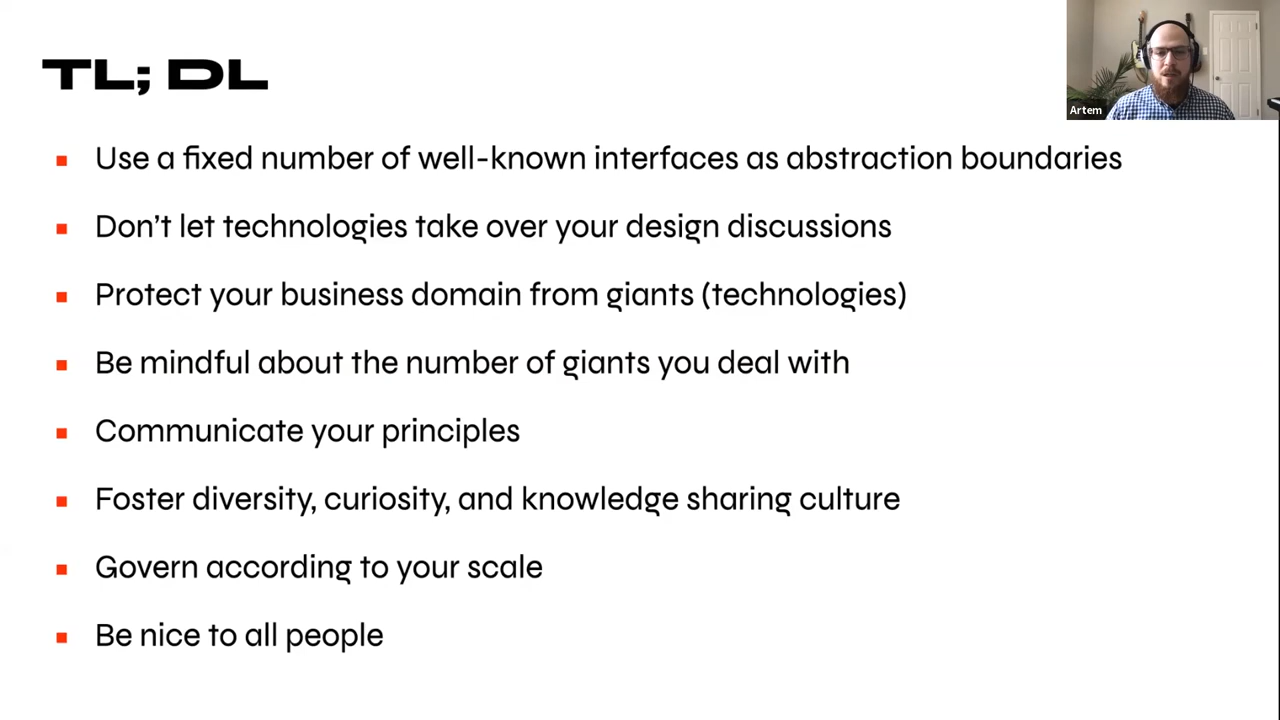 TL; DL
Artem
Use a fixed number of well-known interfaces as abstraction boundaries
Don't let technologies take over your design discussions
Protect your business domain from giants (technologies)
Be mindful about the number of giants you deal with
Communicate your principles
Foster diversity, curiosity, and knowledge sharing culture
Govern according to your scale
Be nice to all people